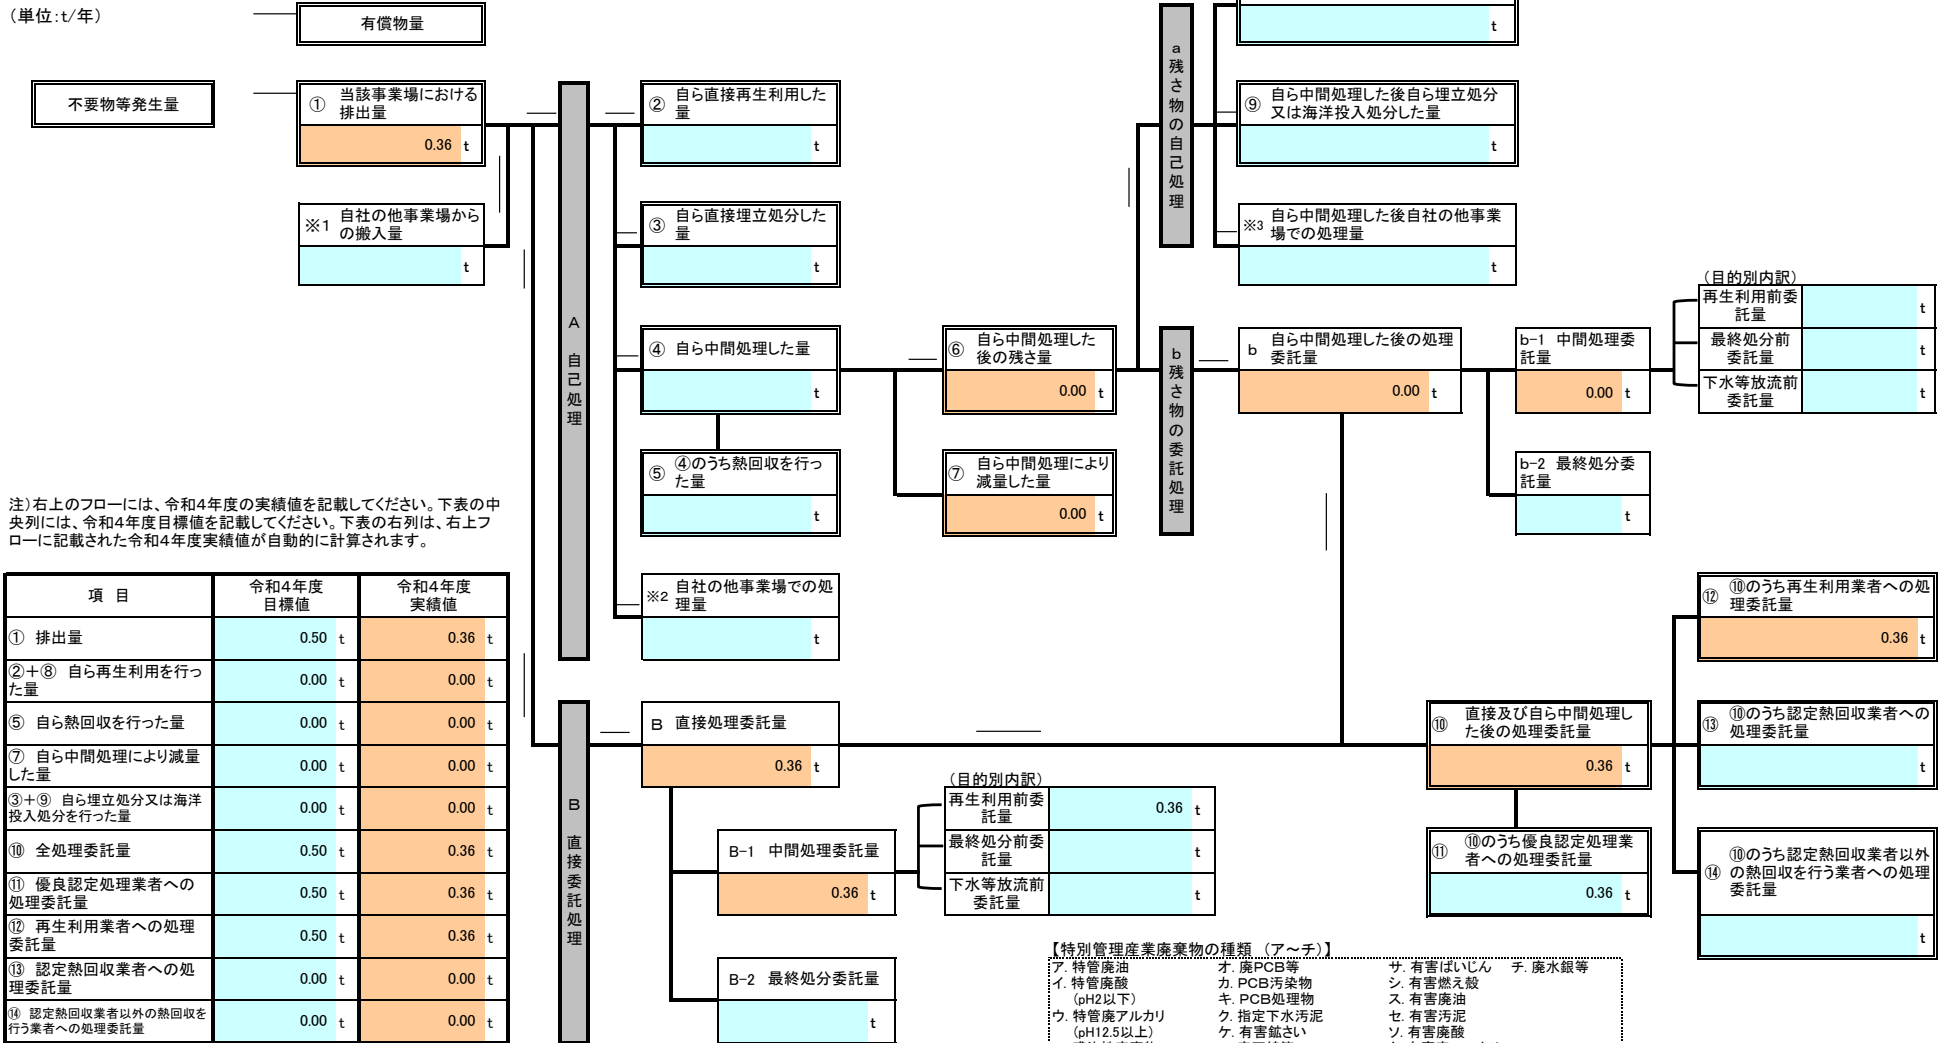 (単位:t/年)
有償物量
t
不要物等発生量
① 当該事業場における
排出量
0.36 t
※1 自社の他事業場から
の搬入量
t
A 自己処理
② 自ら直接再生利用した
量
t
③ 自ら直接埋立処分した
量
t
④ 自ら中間処理した量
t
⑤ ④のうち熱回収を行っ
た量
t
※2 自社の他事業場での処
理量
t
⑥ 自ら中間処理した
後の残さ量
0.00 t
⑦ 自ら中間処理により
減量した量
0.00 t
a 残さ物の自己処理
⑨ 自ら中間処理した後自ら埋立処分
又は海洋投入処分した量
t
※3 自ら中間処理した後自社の他事業
場での処理量
t
b 残さ物の委託処理
b 自ら中間処理した後の処理
委託量
0.00 t
b-1 中間処理委
託量
0.00 t
b-2 最終処分委
託量
t
(目的別内訳)
再生利用前委
託量
t
最終処分前
委託量
t
下水等放流前
委託量
t
注)右上のフローには、令和4年度の実績値を記載してください。下表の中
央列には、令和4年度目標値を記載してください。下表の右列は、右上フ
ローに記載された令和4年度実績値が自動的に計算されます。
項 目 令和4年度
目標値 令和4年度
実績値
① 排出量 0.50 t 0.36 t
②+⑧ 自ら再生利用を行っ
た量 0.00 t 0.00 t
⑤ 自ら熱回収を行った量 0.00 t 0.00 t
⑦ 自ら中間処理により減量
した量 0.00 t 0.00 t
③+⑨ 自ら埋立処分又は海洋
投入処分を行った量 0.00 t 0.00 t
⑩ 全処理委託量 0.50 t 0.36 t
⑪ 優良認定処理業者への
処理委託量 0.50 t 0.36 t
⑫ 再生利用業者への処理
委託量 0.50 t 0.36 t
⑬ 認定熱回収業者への処
理委託量 0.00 t 0.00 t
⑭ 認定熱回収業者以外の熱回収を
行う業者への処理委託量 0.00 t 0.00 t
B 直接委託処理
B 直接処理委託量
0.36 t
B-1 中間処理委託量
0.36 t
B-2 最終処分委託量
t
(目的別内訳)
再生利用前委
託量
0.36 t
最終処分前委
託量
t
下水等放流前
委託量
t
⑩ 直接及び自ら中間処理し
た後の処理委託量
0.36 t
⑪ ⑩のうち優良認定処理業
者への処理委託量
0.36 t
⑫ ⑩のうち再生利用業者への処
理委託量
0.36 t
⑬ ⑩のうち認定熱回収業者への
処理委託量
t
⑭ ⑩のうち認定熱回収業者以外
の熱回収を行う業者への処理
委託量
t
【特別管理産業廃棄物の種類 (ア~チ)】
ア. 特管廃油 オ. 廃PCB等 サ. 有害ばいじん チ. 廃水銀等
イ. 特管廃酸 カ. PCB汚染物 シ. 有害燃え殻
(pH2以下) キ. PCB処理物 ス. 有害廃油
ウ. 特管廃アルカリ ク. 指定下水汚泥 セ. 有害汚泥
(pH12.5以上) ケ. 有害鉱さい ソ. 有害廃酸